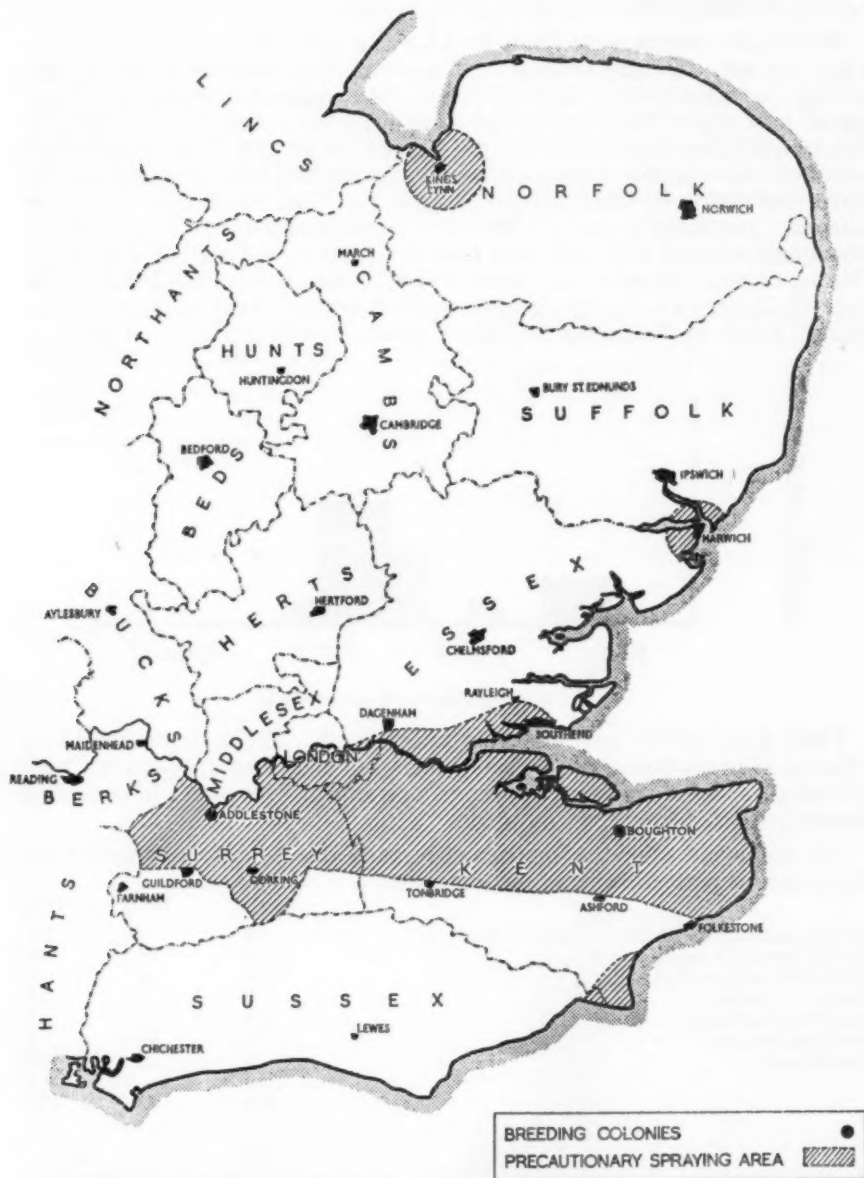 LINCS
KINGS
LYNN
NORFOLK
NORWICH
NORTHANTS
MARCH
CAMBS
HUNTS
HUNTINGDON
BURY ST. EDMUNDS
SUFFOLK
CAMBRIDGE
BEDFORD
BEDS
IPSWICH
HARWICH
ESSEX
HERTS
HERTFORD
AYLESBURY
BUCKS
CHELMSFORD
RAYLEIGH
MIDDLESEX
DAGENHAM
SOUTHEND
MAIDENHEAD
LONDON
READING
BERKS
ADDLESTONE
BOUGHTON
SURREY
KENT
GUILDFORD
DORKING
TONBRIDGE
FARNHAM
ASHFORD
FOLKESTONE
HANTS
SUSSEX
LEWES
CHICHESTER
BREEDING COLONIES
PRECAUTIONARY SPRAYING AREA